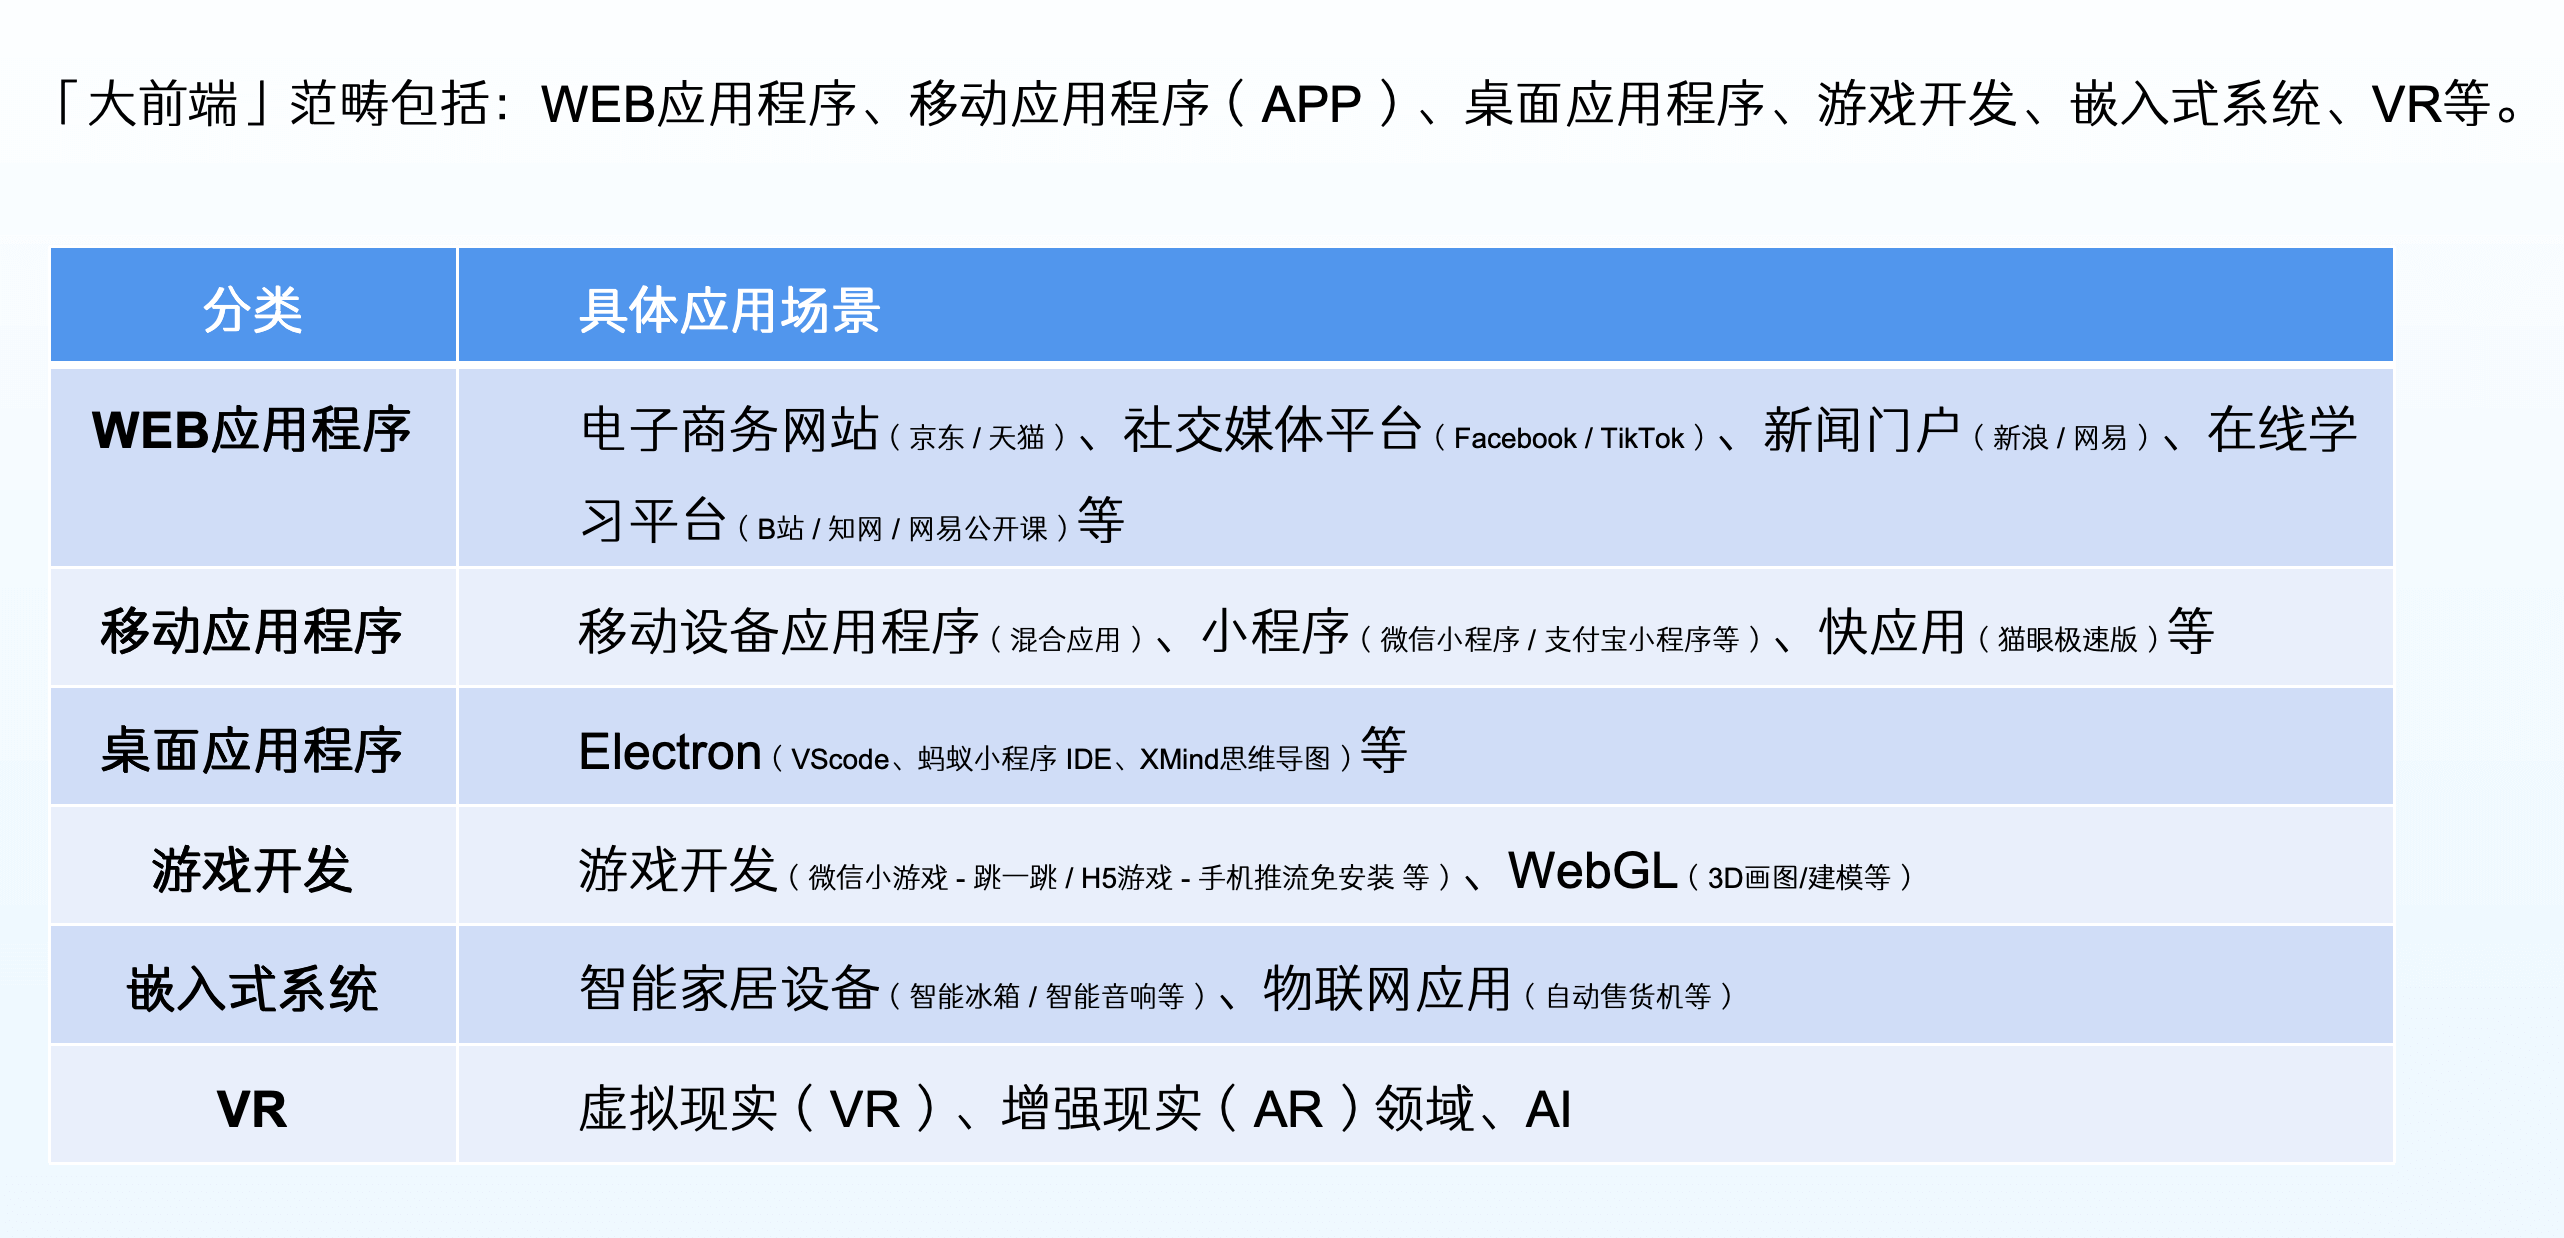 「大前端」范畴包括：WEB应用程序、移动应用程序（APP）、桌面应用程序、游戏开发、嵌入式系统、VR等。
分类
具体应用场景
WEB应用程序
电子商务网站（京东 / 天猫）、社交媒体平台（Facebook / TikTok）、新闻门户（新浪 / 网易）、在线学
习平台（B站 / 知网 / 网易公开课）等
移动应用程序
移动设备应用程序（混合应用）、小程序（微信小程序 / 支付宝小程序等）、快应用（猫眼极速版）等
桌面应用程序
Electron（VScode、蚂蚁小程序 IDE、XMind思维导图）等
游戏开发
游戏开发（微信小游戏 - 跳一跳 / H5游戏 - 手机推流免安装 等）、WebGL（3D画图/建模等）
嵌入式系统
智能家居设备（智能冰箱 / 智能音响等）、物联网应用（自动售货机等）
VR
虚拟现实（VR）、增强现实（AR）领域、AI